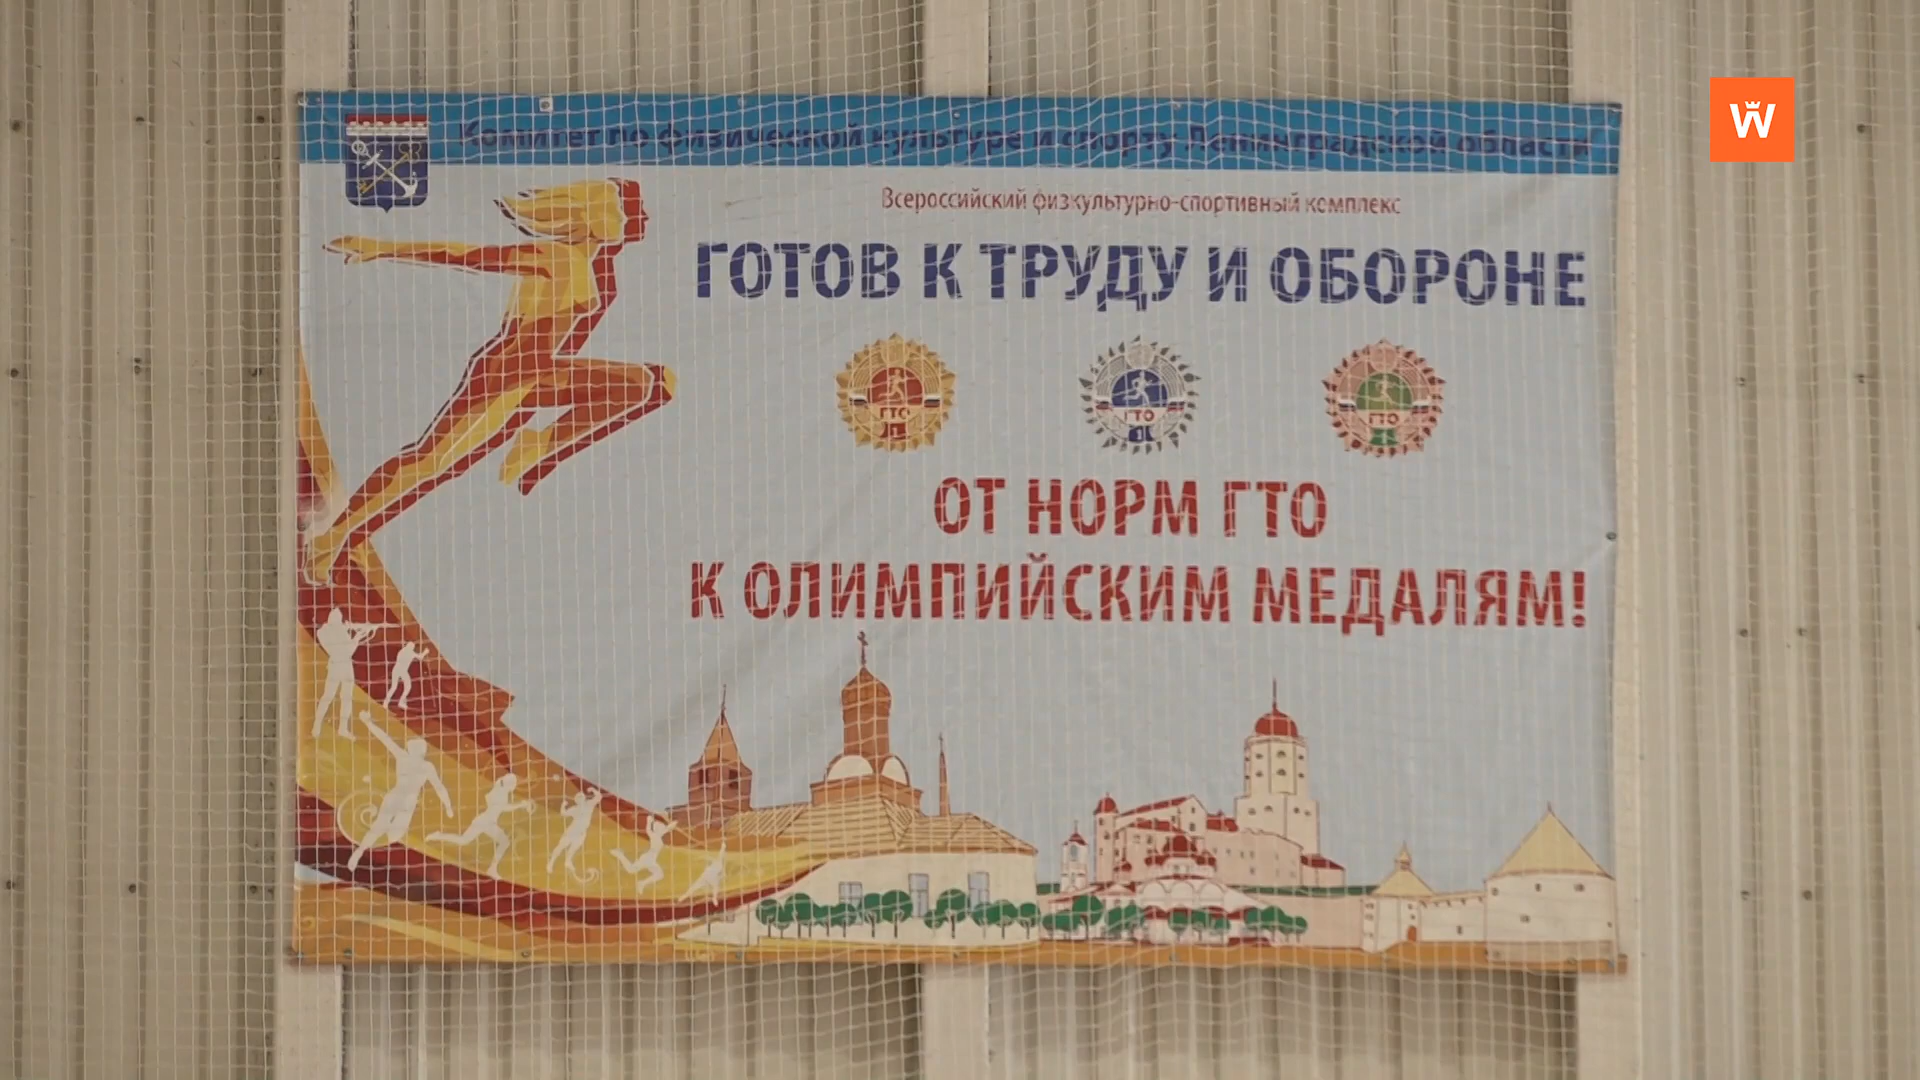 W
Комитет по физической культуре и спорту Ленинградской области
Всероссийский физкультурно-спортивный комплекс
ГОТОВ К ТРУДУ И ОБОРОНЕ
ГТО ГТО ГТО
ОТ НОРМ ГТО
К ОЛИМПИЙСКИМ МЕДАЛЯМ!